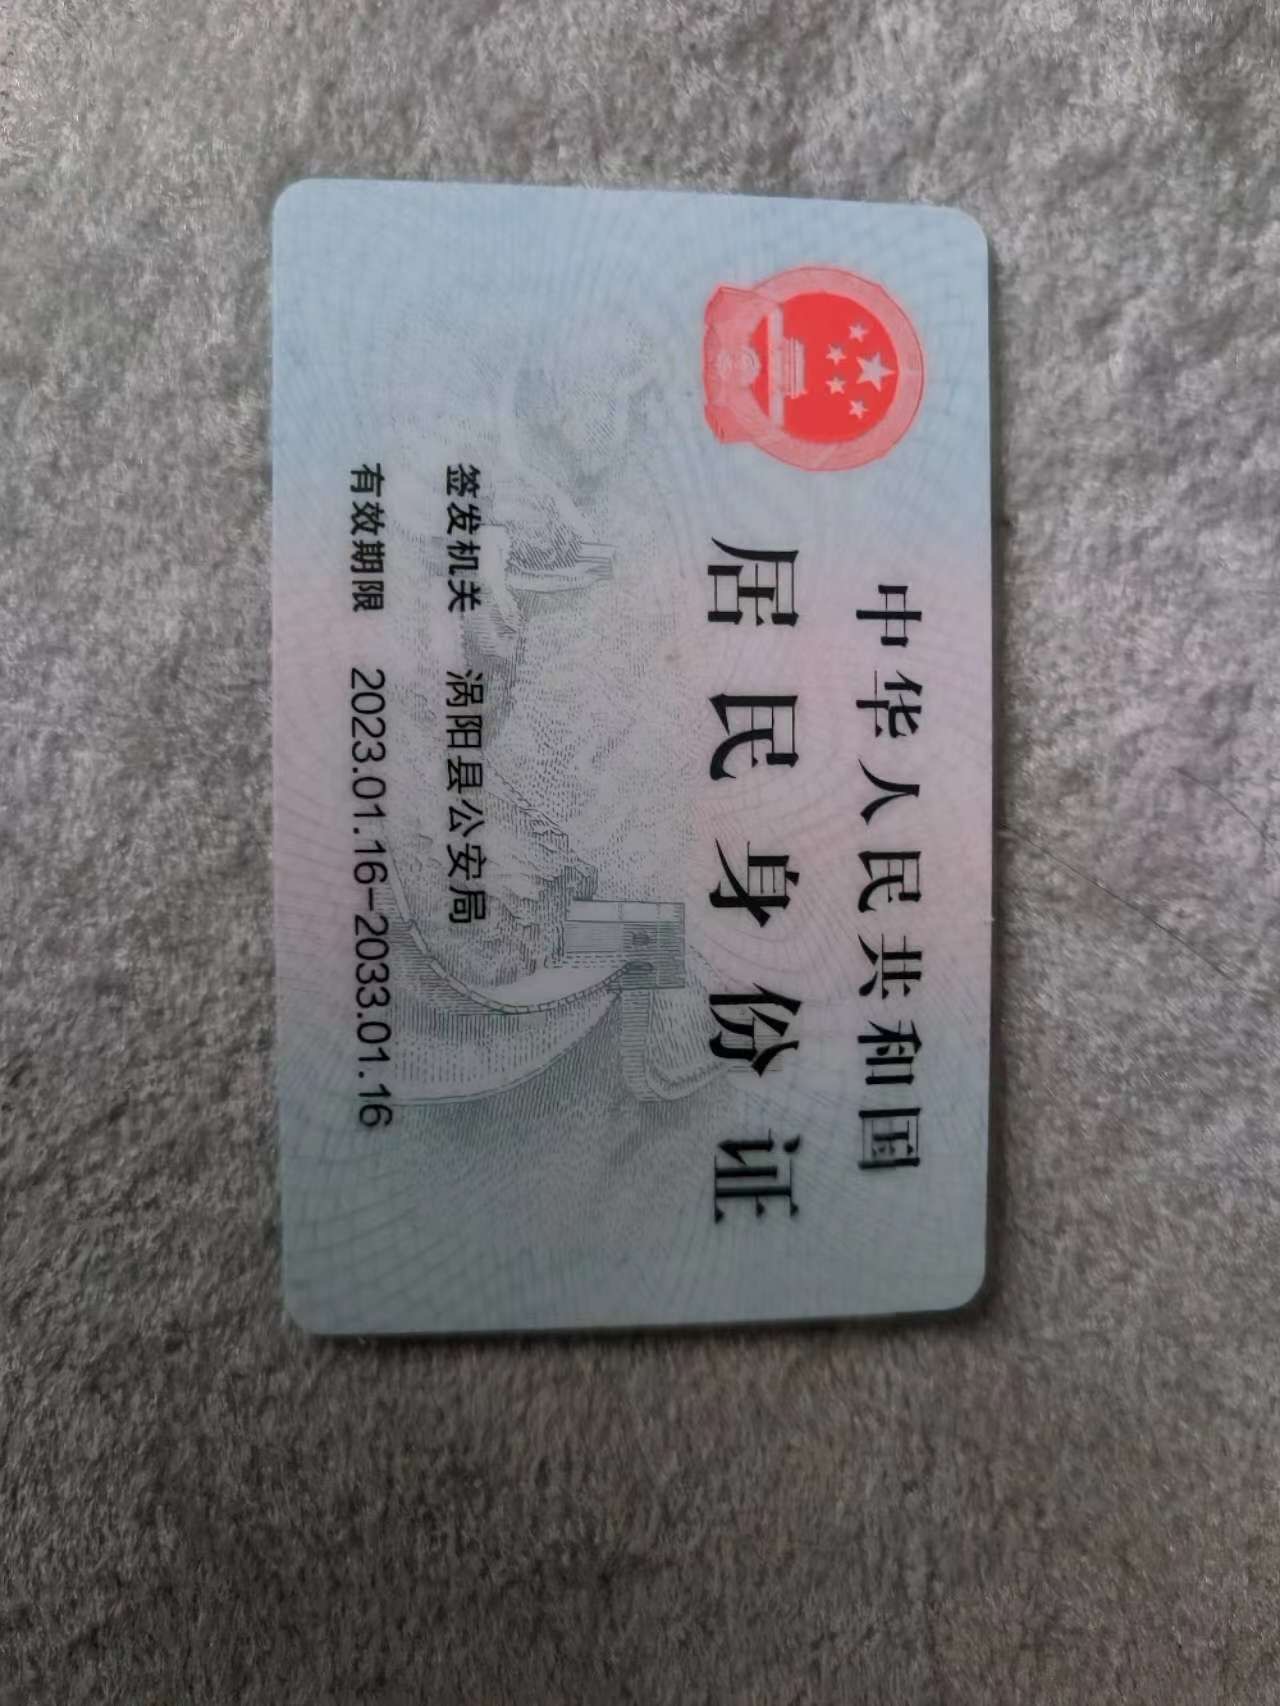 中华人民共和国
居民身份证
签发机关 涡阳县公安局
有效期限 2023.01.16-2033.01.16